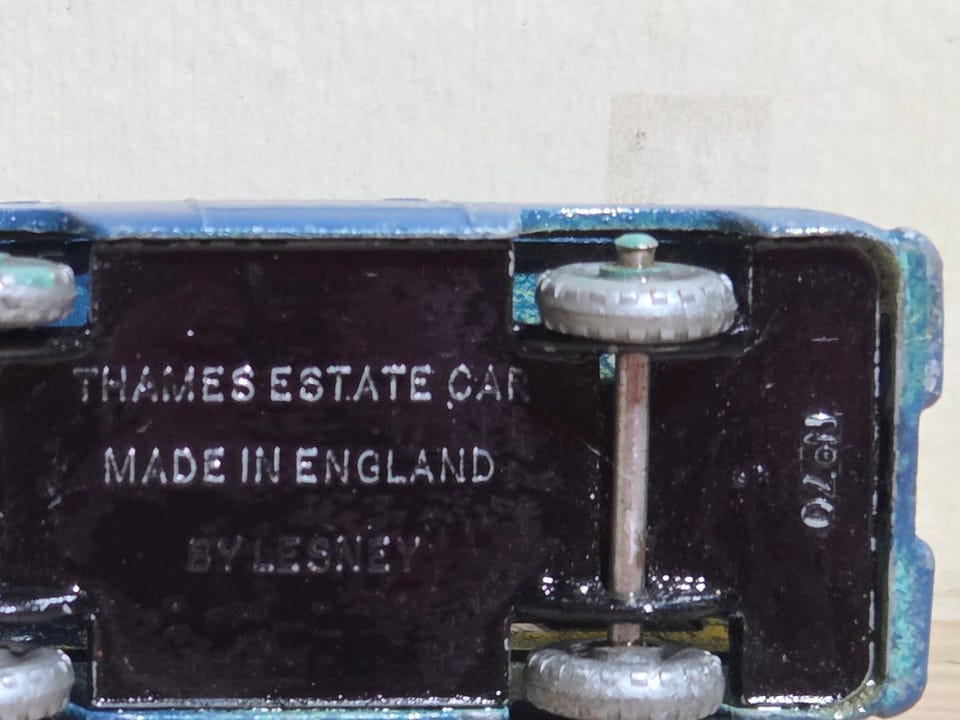 THAMES ESTATE CAR
MADE IN ENGLAND
BY LESNEY
No 70